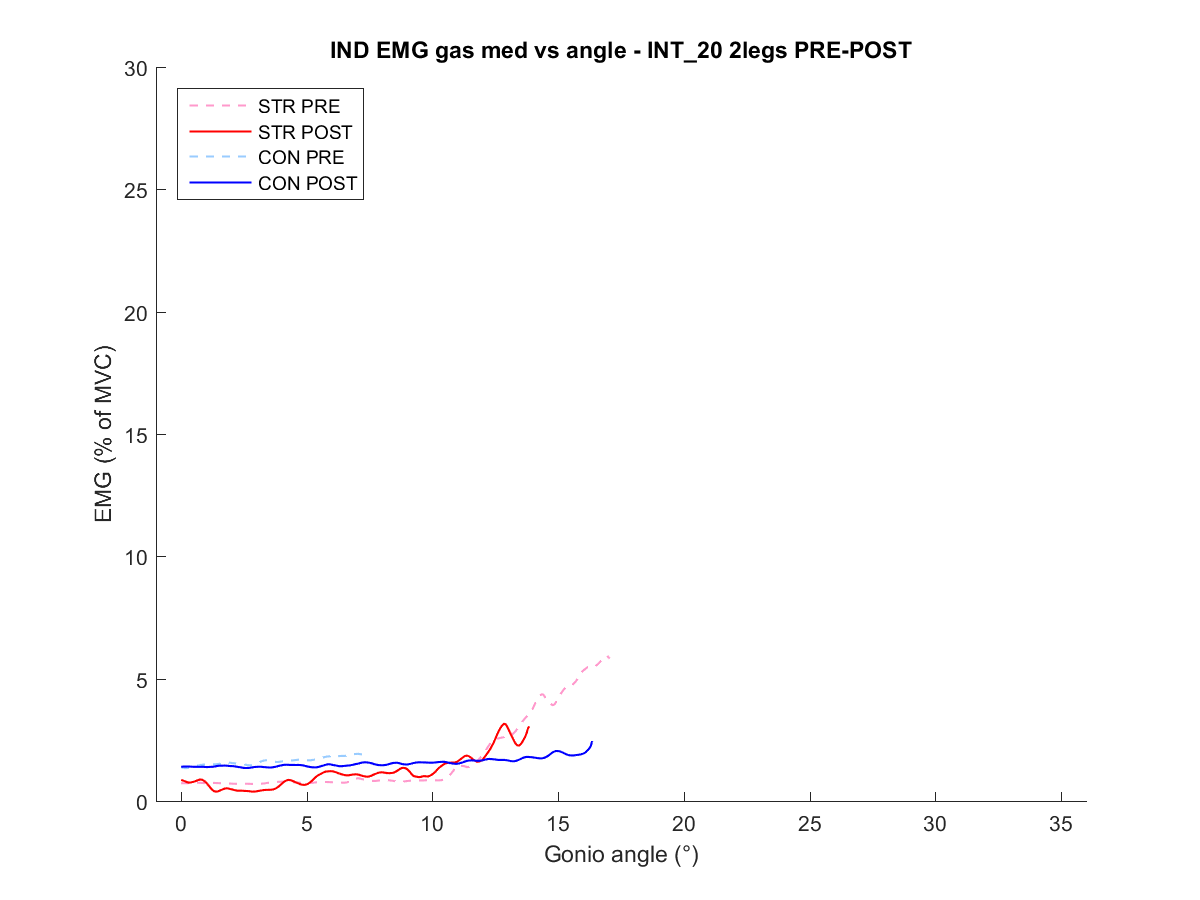 IND EMG gas med vs angle - INT_20 2legs PRE-POST
STR PRE
STR POST
CON PRE
CON POST
EMG (% of MVC)
30
25
20
15
10
5
0
0 5 10 15 20 25 30 35
Gonio angle (°)